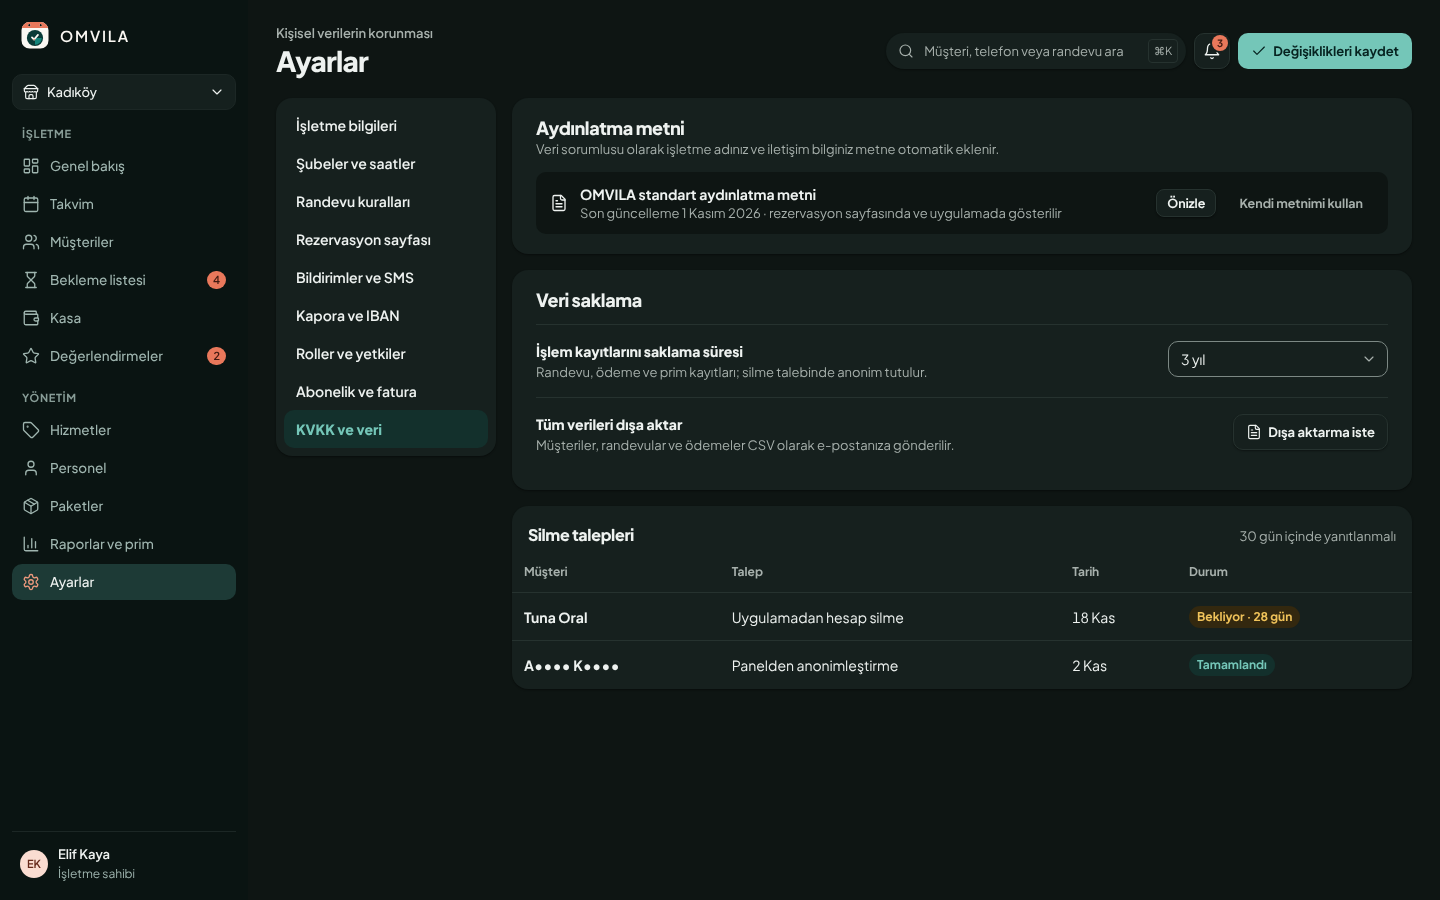 OMVILA
Kadıköy
İŞLETME
Genel bakış
Takvim
Müşteriler
Bekleme listesi 4
Kasa
Değerlendirmeler 2
YÖNETİM
Hizmetler
Personel
Paketler
Raporlar ve prim
Ayarlar
EK
Elif Kaya
İşletme sahibi
Kişisel verilerin korunması
Ayarlar
Müşteri, telefon veya randevu ara ⌘K
3
Değişiklikleri kaydet
İşletme bilgileri
Şubeler ve saatler
Randevu kuralları
Rezervasyon sayfası
Bildirimler ve SMS
Kapora ve IBAN
Roller ve yetkiler
Abonelik ve fatura
KVKK ve veri
Aydınlatma metni
Veri sorumlusu olarak işletme adınız ve iletişim bilginiz metne otomatik eklenir.
OMVILA standart aydınlatma metni
Son güncelleme 1 Kasım 2026 · rezervasyon sayfasında ve uygulamada gösterilir
Önizle
Kendi metnimi kullan
Veri saklama
İşlem kayıtlarını saklama süresi
Randevu, ödeme ve prim kayıtları; silme talebinde anonim tutulur.
3 yıl
Tüm verileri dışa aktar
Müşteriler, randevular ve ödemeler CSV olarak e-postanıza gönderilir.
Dışa aktarma iste
Silme talepleri
30 gün içinde yanıtlanmalı
Müşteri Talep Tarih Durum
Tuna Oral Uygulamadan hesap silme 18 Kas Bekliyor · 28 gün
A•••• K•••• Panelden anonimleştirme 2 Kas Tamamlandı